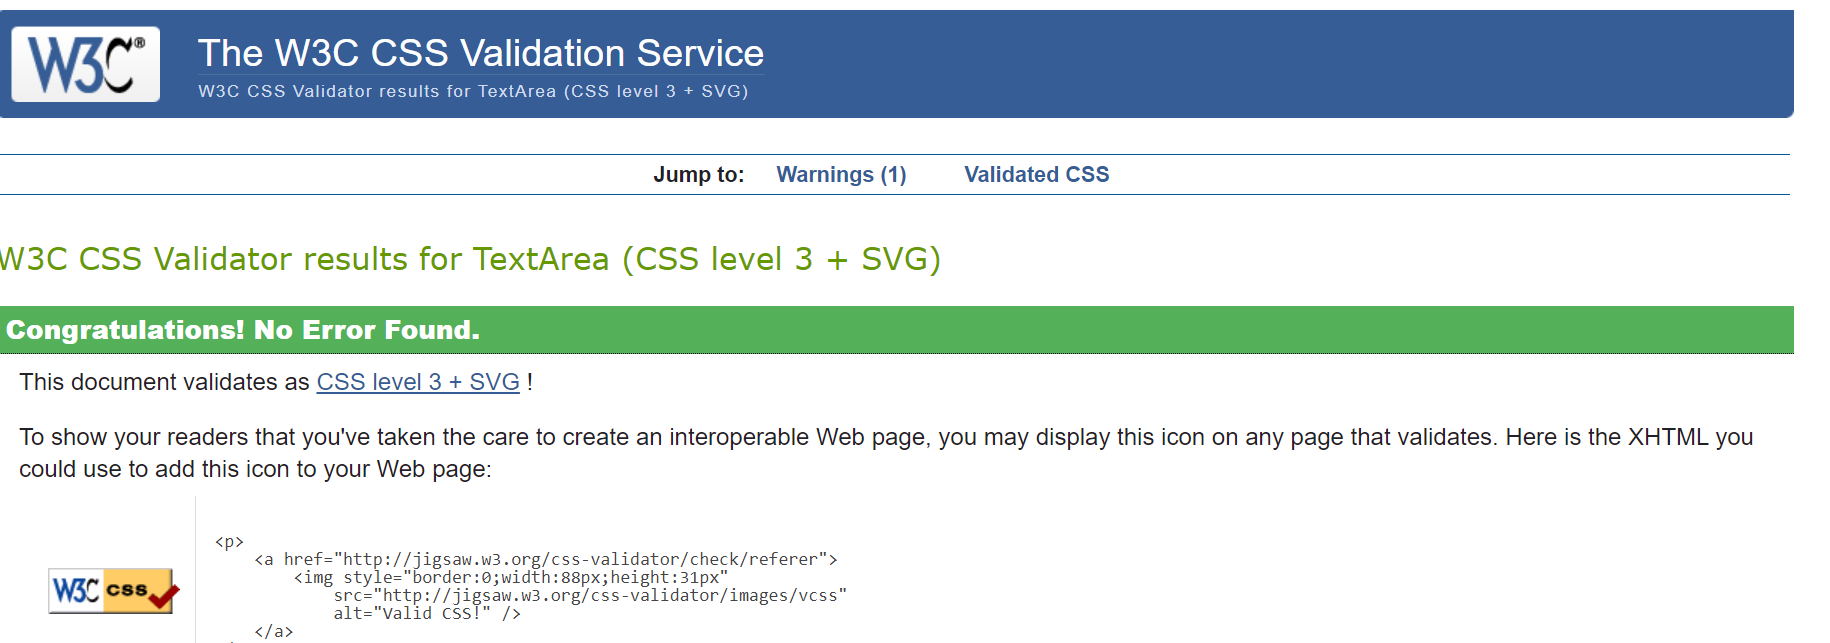 W3C®
The W3C CSS Validation Service
W3C CSS Validator results for TextArea (CSS level 3 + SVG)
Jump to: Warnings (1) Validated CSS
W3C CSS Validator results for TextArea (CSS level 3 + SVG)
Congratulations! No Error Found.
This document validates as CSS level 3 + SVG !
To show your readers that you've taken the care to create an interoperable Web page, you may display this icon on any page that validates. Here is the XHTML you
could use to add this icon to your Web page:
W3C css
<p>
<a href="http://jigsaw.w3.org/css-validator/check/referer">
<img style="border:0;width:88px;height:31px"
src="http://jigsaw.w3.org/css-validator/images/vcss"
alt="Valid CSS!" />
</a>